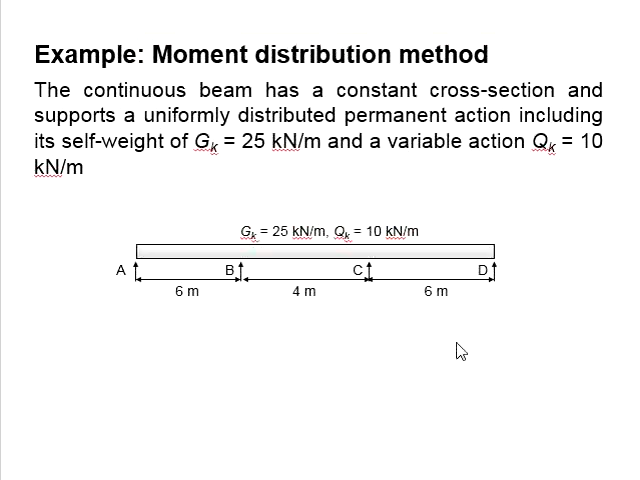 Example: Moment distribution method
The continuous beam has a constant cross-section and
supports a uniformly distributed permanent action including
its self-weight of Gk = 25 kN/m and a variable action Qk = 10
kN/m
Gk = 25 kN/m, Qk = 10 kN/m
A B C D
6 m 4 m 6 m